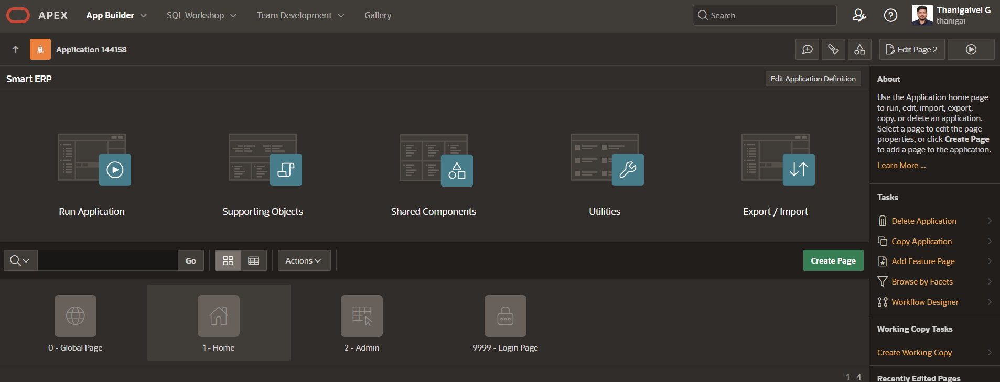 APEX
App Builder
SQL Workshop
Team Development
Gallery
Search
Thanigaivel G
thanigai
Application 144158
Edit Page 2
Smart ERP
Edit Application Definition
Run Application
Supporting Objects
Shared Components
Utilities
Export / Import
Go
Actions
Create Page
0 - Global Page
1 - Home
2 - Admin
9999 - Login Page
1 - 4
About
Use the Application home page
to run, edit, import, export,
copy, or delete an application.
Select a page to edit the page
properties, or click Create Page
to add a page to the application.
Learn More ...
Tasks
Delete Application
Copy Application
Add Feature Page
Browse by Facets
Workflow Designer
Working Copy Tasks
Create Working Copy
Recently Edited Pages